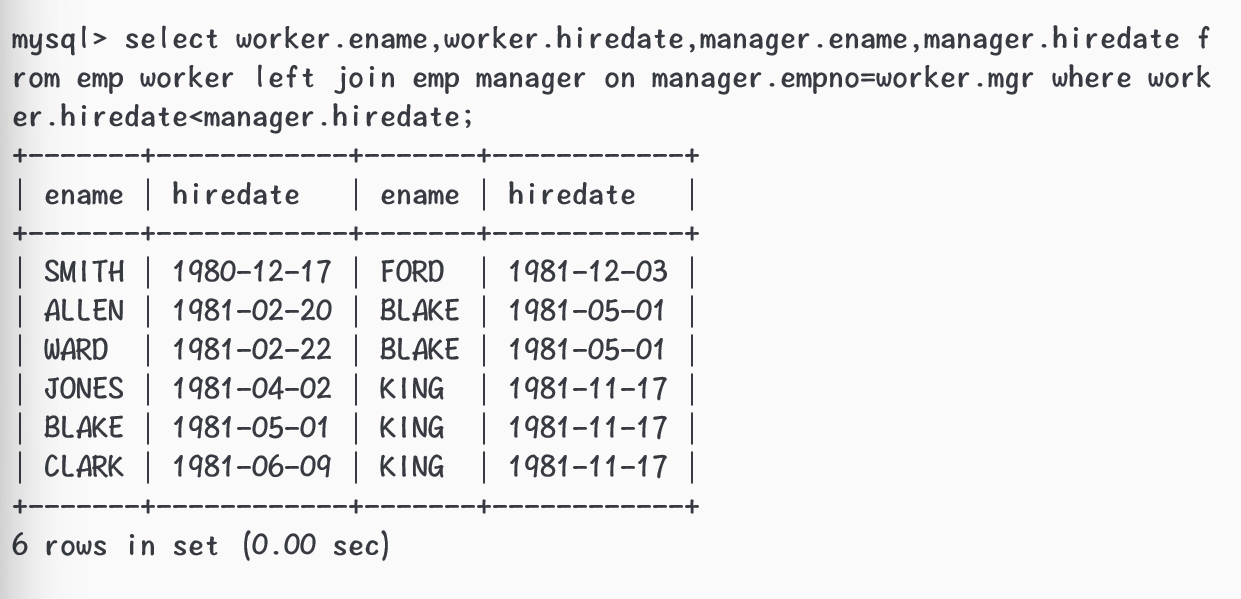 mysql> select worker.ename,worker.hiredate,manager.ename,manager.hiredate f
rom emp worker left join emp manager on manager.empno=worker.mgr where work
er.hiredate<manager.hiredate;
+-------+------------+-------+------------+
| ename | hiredate   | ename | hiredate   |
+-------+------------+-------+------------+
| SMITH | 1980-12-17 | FORD  | 1981-12-03 |
| ALLEN | 1981-02-20 | BLAKE | 1981-05-01 |
| WARD  | 1981-02-22 | BLAKE | 1981-05-01 |
| JONES | 1981-04-02 | KING  | 1981-11-17 |
| BLAKE | 1981-05-01 | KING  | 1981-11-17 |
| CLARK | 1981-06-09 | KING  | 1981-11-17 |
+-------+------------+-------+------------+
6 rows in set (0.00 sec)